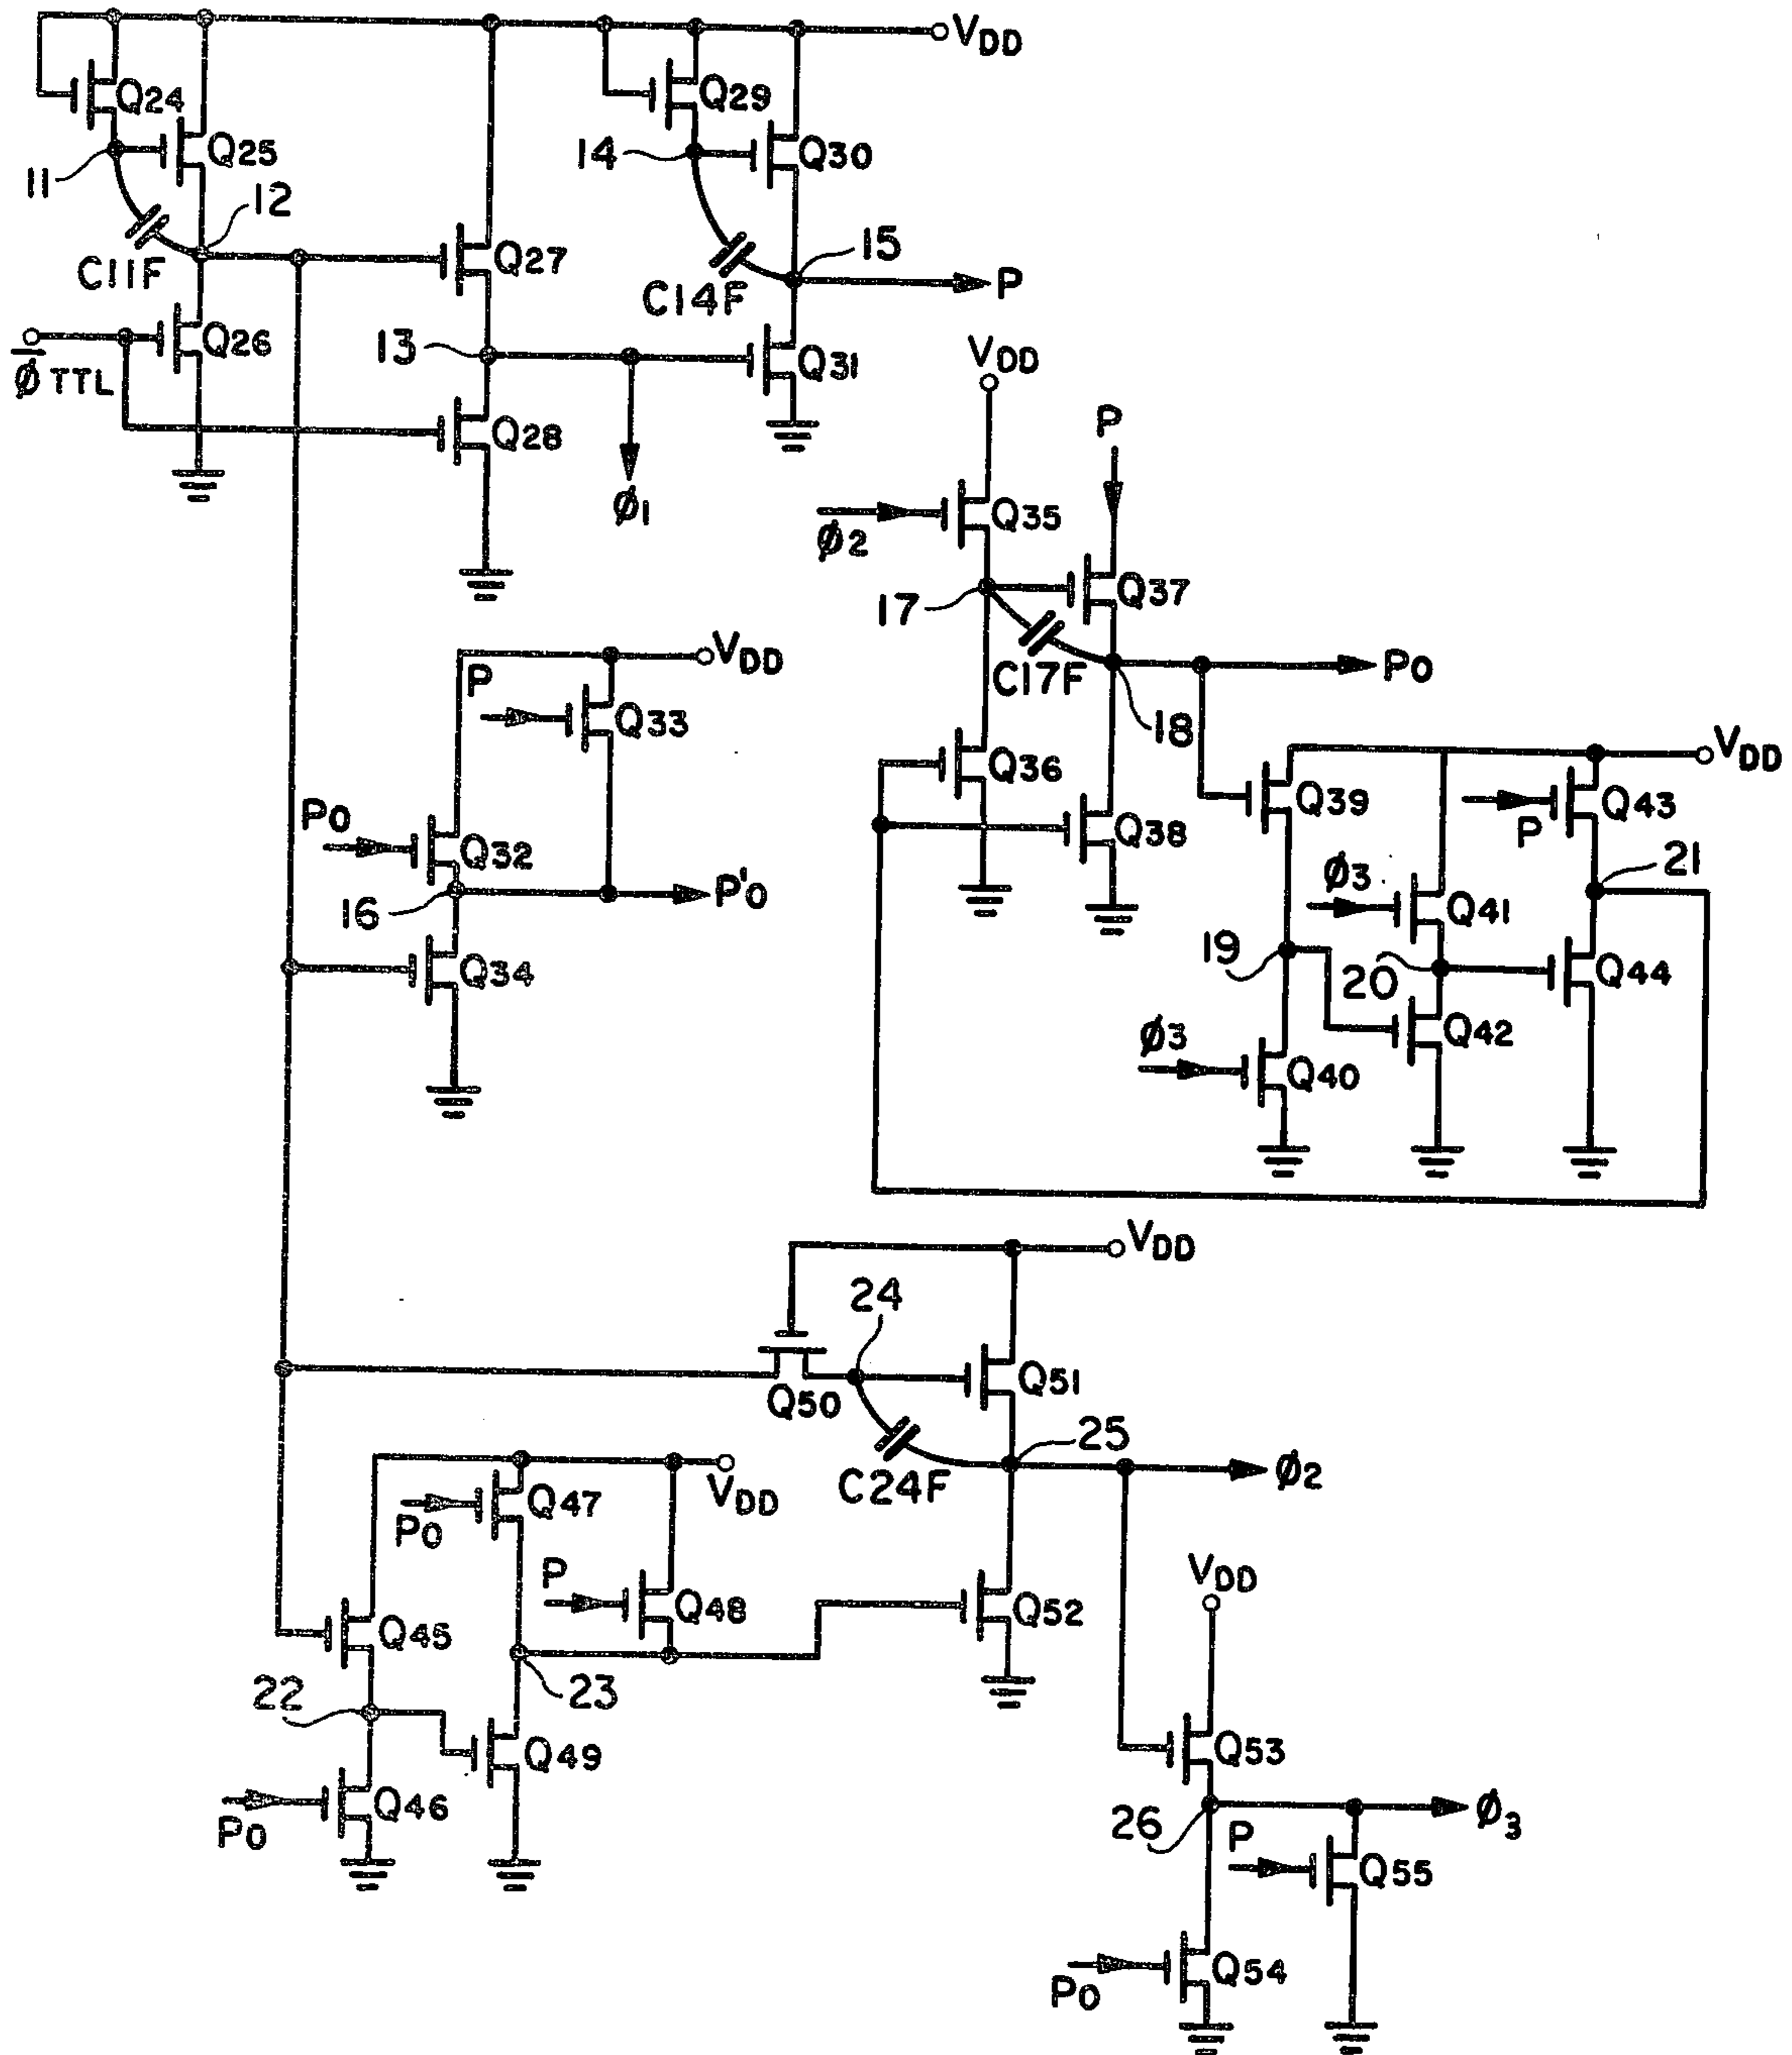 VDD
Q24
Q29
Q25
Q30
11
14
12
15
C11F
Q27
C14F
P
Q26
13
Q31
VDD
φ̅ TTL
Q28
P
φ1
Q35
φ2
17
Q37
VDD
P
C17F
P0
Q33
18
Q36
VDD
P0
Q32
Q39
Q43
P
Q38
21
16
P'0
φ3
Q41
Q34
19
20
Q44
φ3
Q42
Q40
VDD
24
Q50
Q51
25
C24F
φ2
Q47
VDD
P0
P
Q48
Q52
VDD
Q45
22
23
Q49
Q53
P0
Q46
26
φ3
P
Q55
P0
Q54